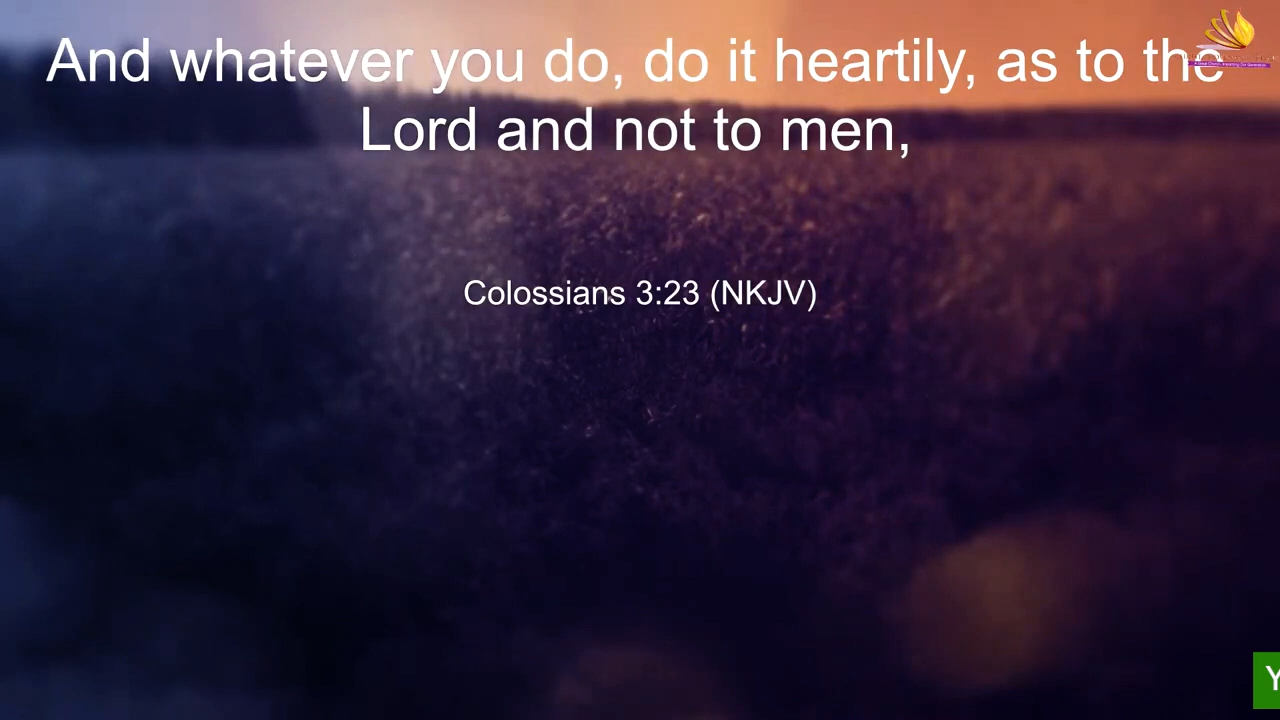 And whatever you do, do it heartily, as to the
Lord and not to men,
Colossians 3:23 (NKJV)
Y